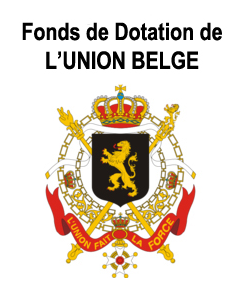 Fonds de Dotation de
L’UNION BELGE
L'UNION FAIT LA FORCE